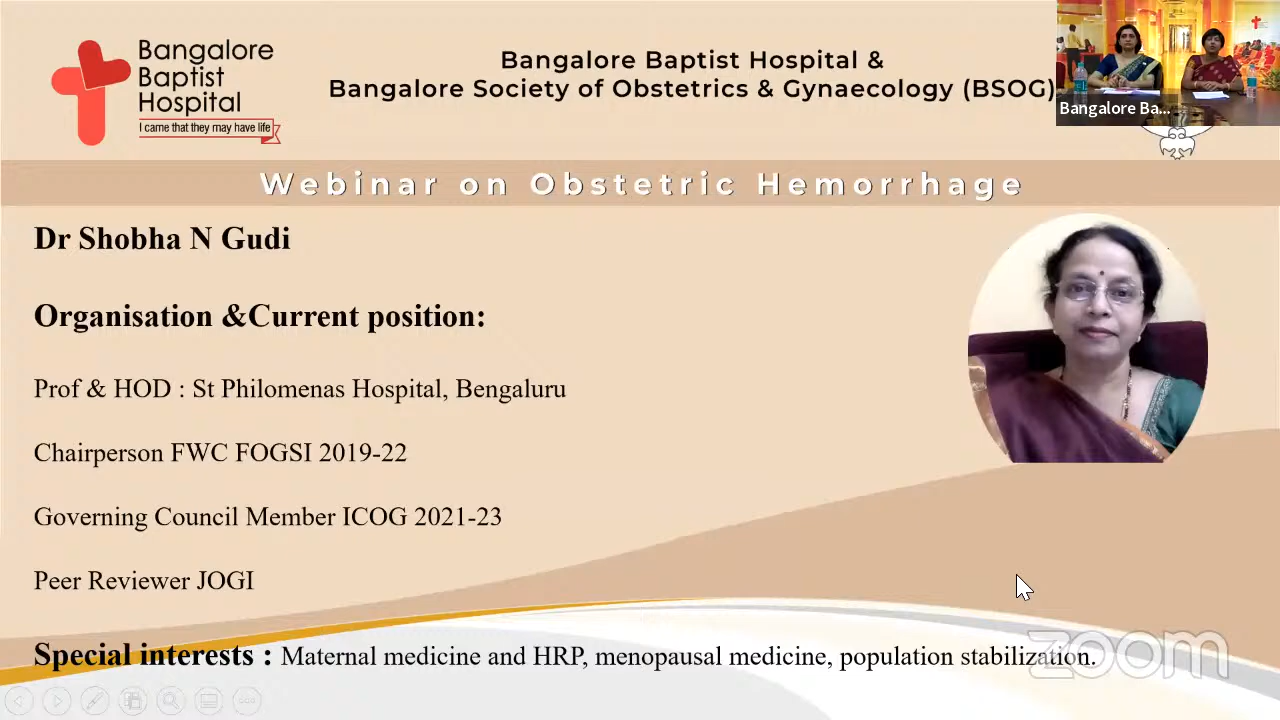 Bangalore
Baptist
Hospital
I came that they may have life
Bangalore Baptist Hospital &
Bangalore Society of Obstetrics & Gynaecology (BSOG)
Bangalore Ba...
Webinar on Obstetric Hemorrhage
Dr Shobha N Gudi
Organisation &Current position:
Prof & HOD : St Philomenas Hospital, Bengaluru
Chairperson FWC FOGSI 2019-22
Governing Council Member ICOG 2021-23
Peer Reviewer JOGI
Special interests : Maternal medicine and HRP, menopausal medicine, population stabilization.
zoom